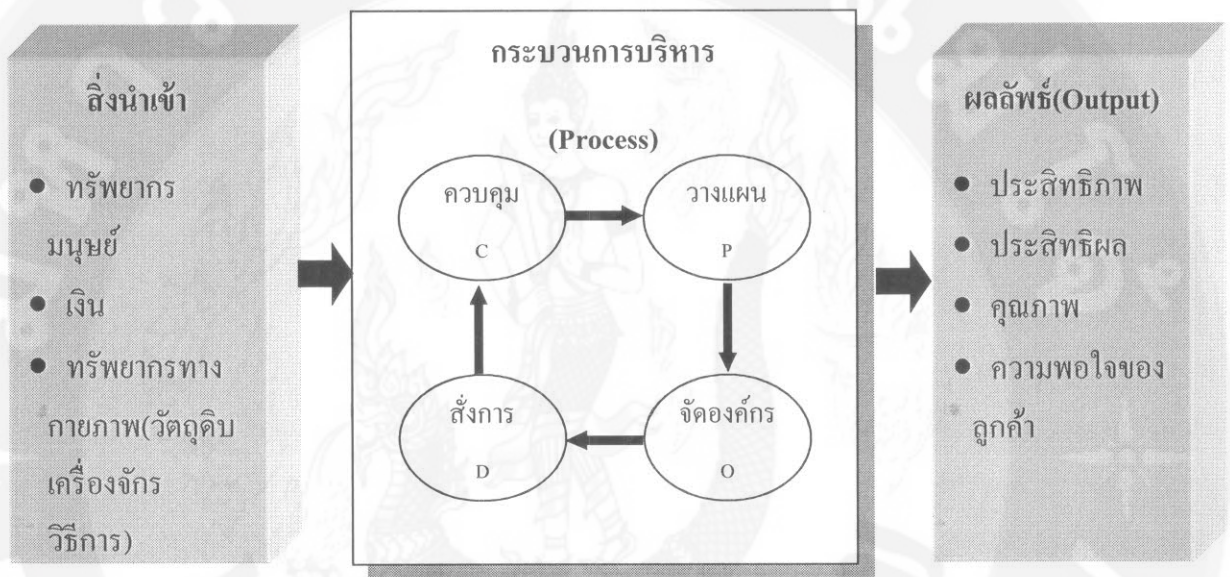 สิ่งนำเข้า
● ทรัพยากร
มนุษย์
● เงิน
● ทรัพยากรทาง
กายภาพ(วัตถุดิบ
เครื่องจักร
วิธีการ)
กระบวนการบริหาร
(Process)
ควบคุม
C
วางแผน
P
สั่งการ
D
จัดองค์กร
O
ผลลัพธ์(Output)
● ประสิทธิภาพ
● ประสิทธิผล
● คุณภาพ
● ความพอใจของ
ลูกค้า